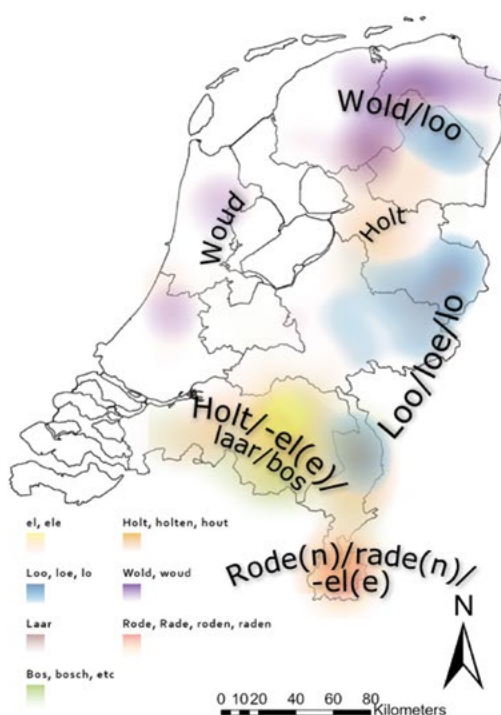 Wold/loo
Woud
Holt
Loo/loe/lo
Holt/-el(e)/
laar/bos
Rode(n)/rade(n)/
-el(e)
el, ele
Holt, holten, hout
Loo, loe, lo
Wold, woud
Laar
Rode, Rade, roden, raden
Bos, bosch, etc
N
0 10 20 40 60 80
Kilometers